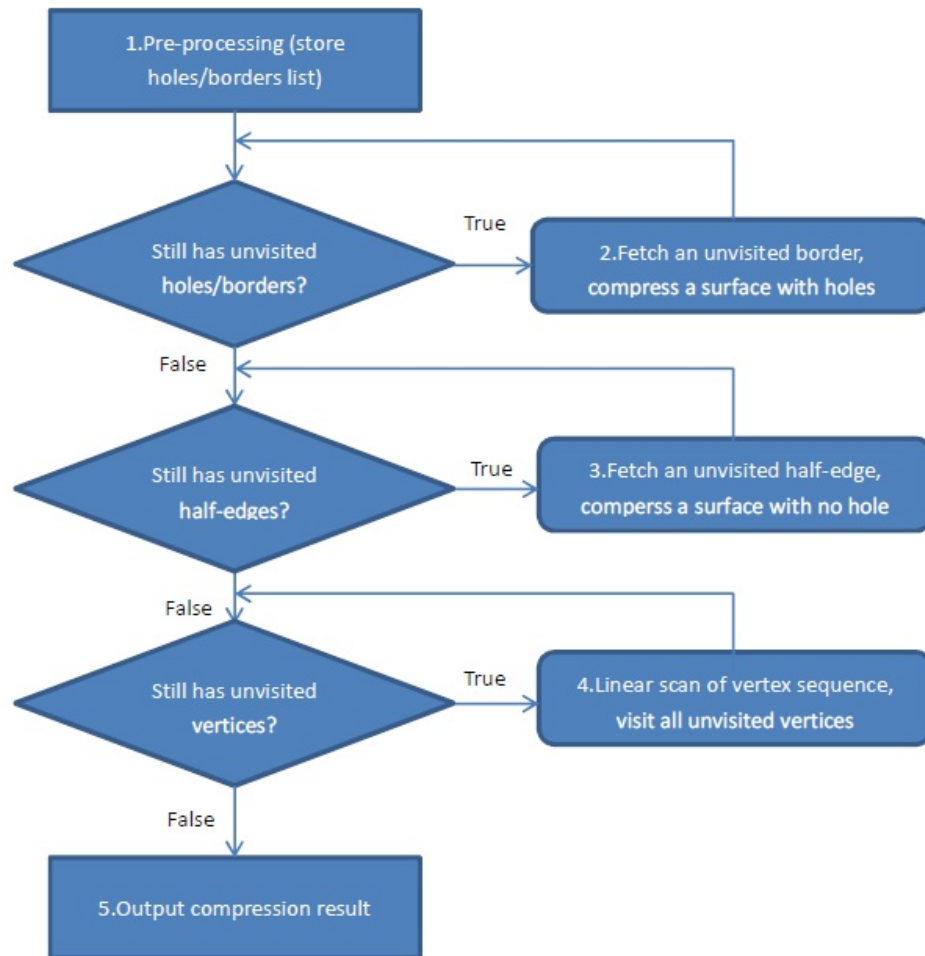 1.Pre-processing (store
holes/borders list)
Still has unvisited
holes/borders?
True
2.Fetch an unvisited border,
compress a surface with holes
False
Still has unvisited
half-edges?
True
3.Fetch an unvisited half-edge,
comperss a surface with no hole
False
Still has unvisited
vertices?
True
4.Linear scan of vertex sequence,
visit all unvisited vertices
False
5.Output compression result